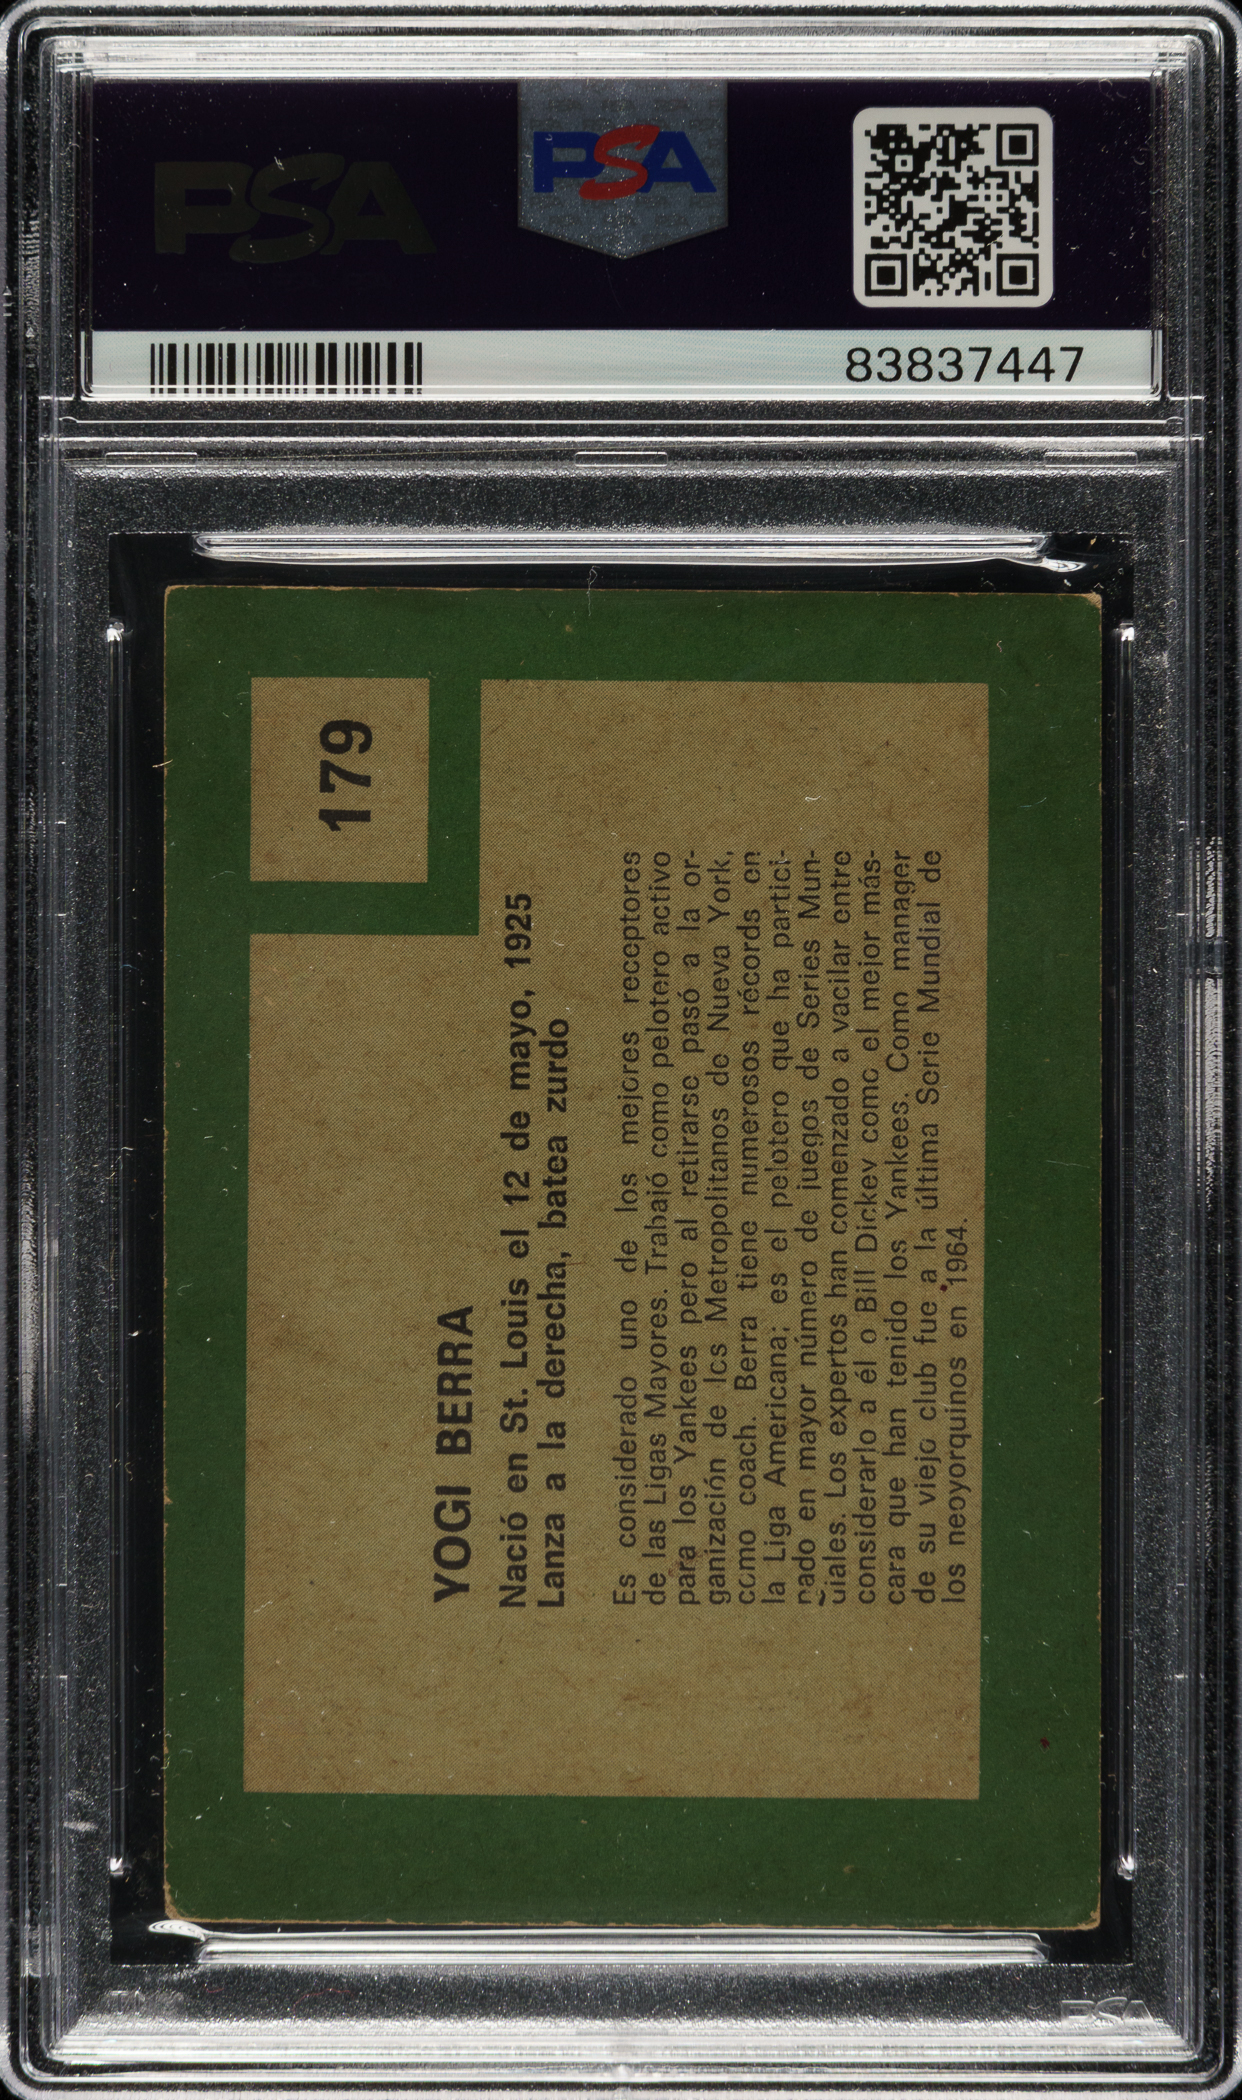 PSA
PSA
83837447
179
YOGI BERRA
Nació en St. Louis el 12 de mayo, 1925
Lanza a la derecha, batea zurdo
Es considerado uno de los mejores receptores
de las Ligas Mayores. Trabajó como pelotero activo
para los Yankees pero al retirarse pasó a la or-
ganización de los Metropolitanos de Nueva York,
como coach. Berra tiene numerosos récords en
la Liga Americana; es el pelotero que ha partici-
pado en mayor número de juegos de Series Mun-
diales. Los expertos han comenzado a vacilar entre
considerarlo a él o Bill Dickey como el mejor más-
cara que han tenido los Yankees. Como manager
de su viejo club fue a la última Serie Mundial de
los neoyorquinos en 1964.
PSA